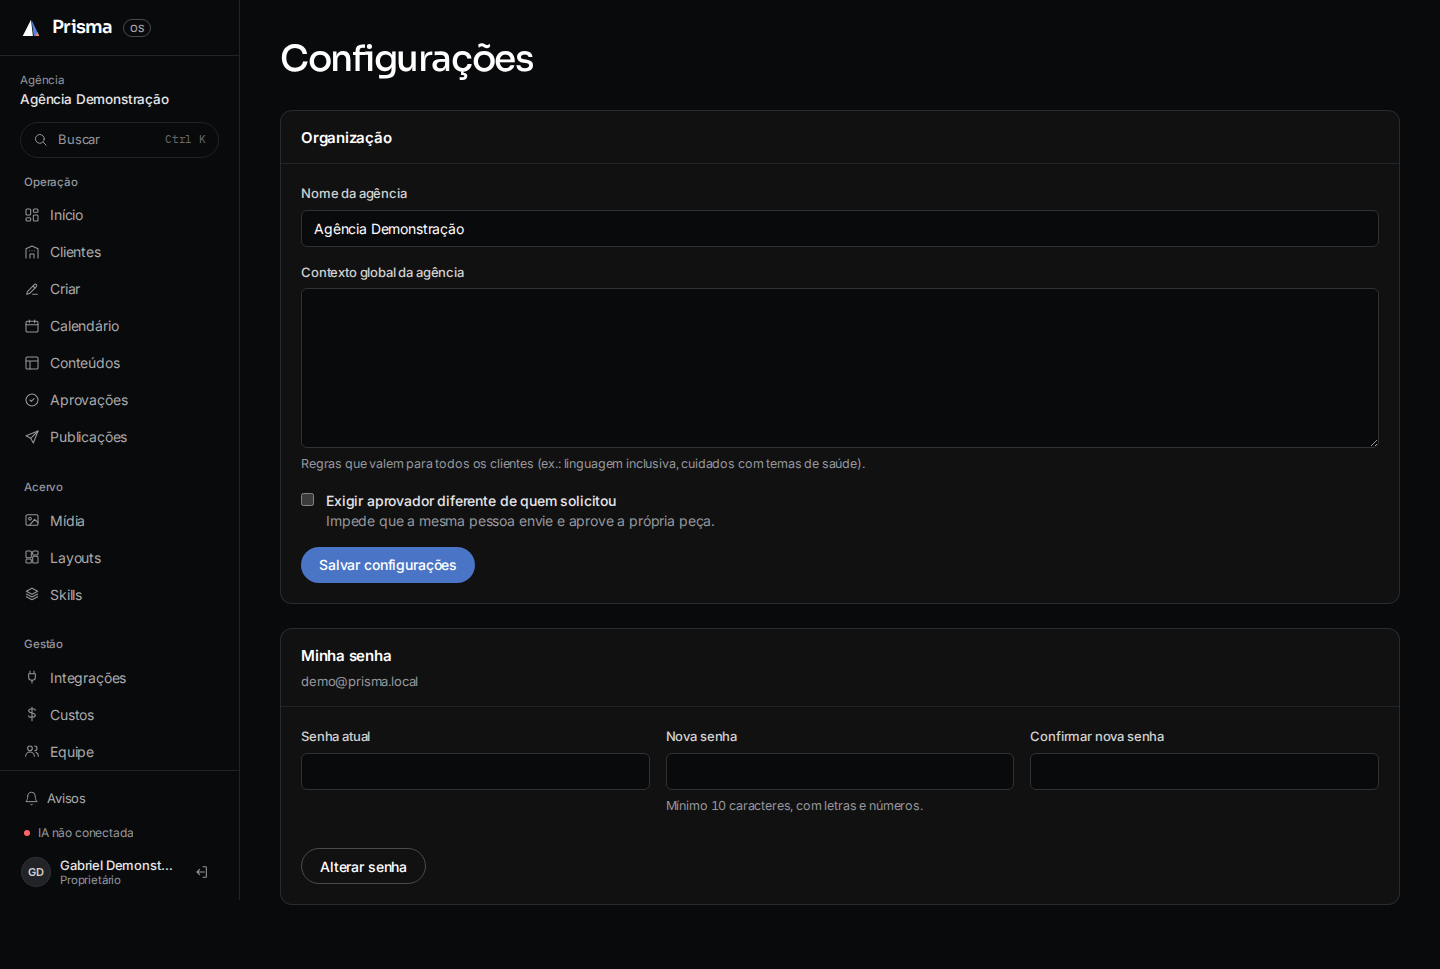 Prisma OS
Agência
Agência Demonstração
Buscar Ctrl K
Operação
Início
Clientes
Criar
Calendário
Conteúdos
Aprovações
Publicações
Acervo
Mídia
Layouts
Skills
Gestão
Integrações
Custos
Equipe
Avisos
IA não conectada
GD
Gabriel Demonst...
Proprietário
Configurações
Organização
Nome da agência
Agência Demonstração
Contexto global da agência
Regras que valem para todos os clientes (ex.: linguagem inclusiva, cuidados com temas de saúde).
Exigir aprovador diferente de quem solicitou
Impede que a mesma pessoa envie e aprove a própria peça.
Salvar configurações
Minha senha
demo@prisma.local
Senha atual
Nova senha
Confirmar nova senha
Mínimo 10 caracteres, com letras e números.
Alterar senha